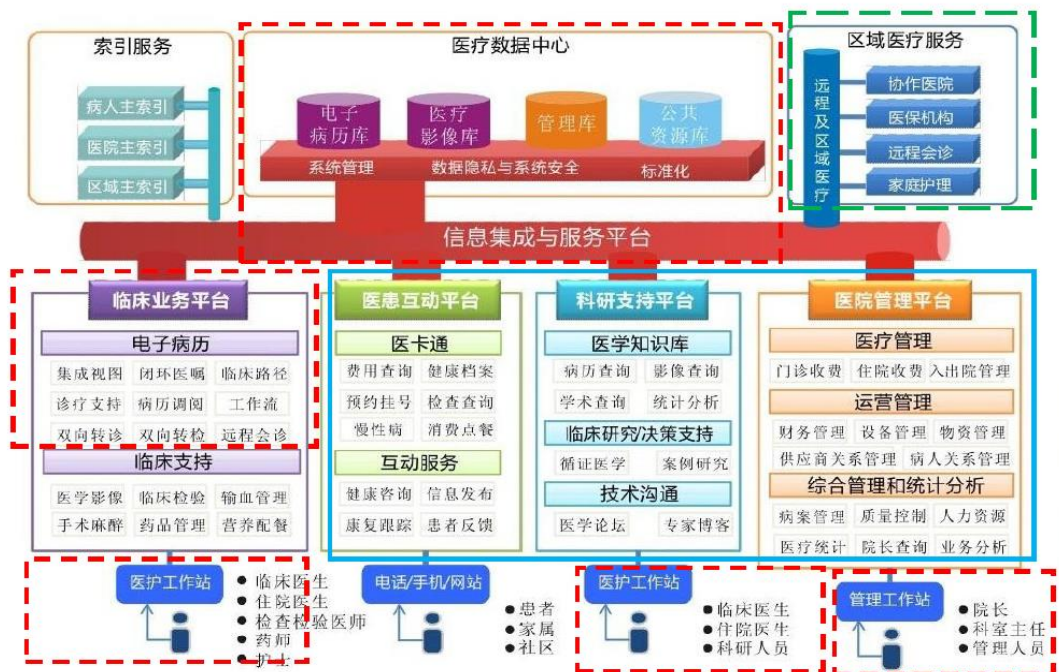 索引服务
病人主索引
医院主索引
区域主索引
医疗数据中心
电子
病历库
医疗
影像库
管理库
公共
资源库
系统管理 数据隐私与系统安全 标准化
区域医疗服务
远程及区域医疗
协作医院
医保机构
远程会诊
家庭护理
信息集成与服务平台
临床业务平台
电子病历
集成视图 闭环医嘱 临床路径
诊疗支持 病历调阅 工作流
双向转诊 双向转检 远程会诊
临床支持
医学影像 临床检验 输血管理
手术麻醉 药品管理 营养配餐
医患互动平台
医卡通
费用查询 健康档案
预约挂号 检查查询
慢性病 消费点餐
互动服务
健康咨询 信息发布
康复跟踪 患者反馈
科研支持平台
医学知识库
病历查询 影像查询
学术查询 统计分析
临床研究/决策支持
循证医学 案例研究
技术沟通
医学论坛 专家博客
医院管理平台
医疗管理
门诊收费 住院收费 入出院管理
运营管理
财务管理 设备管理 物资管理
供应商关系管理 病人关系管理
综合管理和统计分析
病案管理 质量控制 人力资源
医疗统计 院长查询 业务分析
医护工作站
● 临床医生
● 住院医生
● 检查检验医师
● 药师
● 护士
电话/手机/网站
● 患者
● 家属
● 社区
医护工作站
● 临床医生
● 住院医生
● 科研人员
管理工作站
● 院长
● 科室主任
● 管理人员